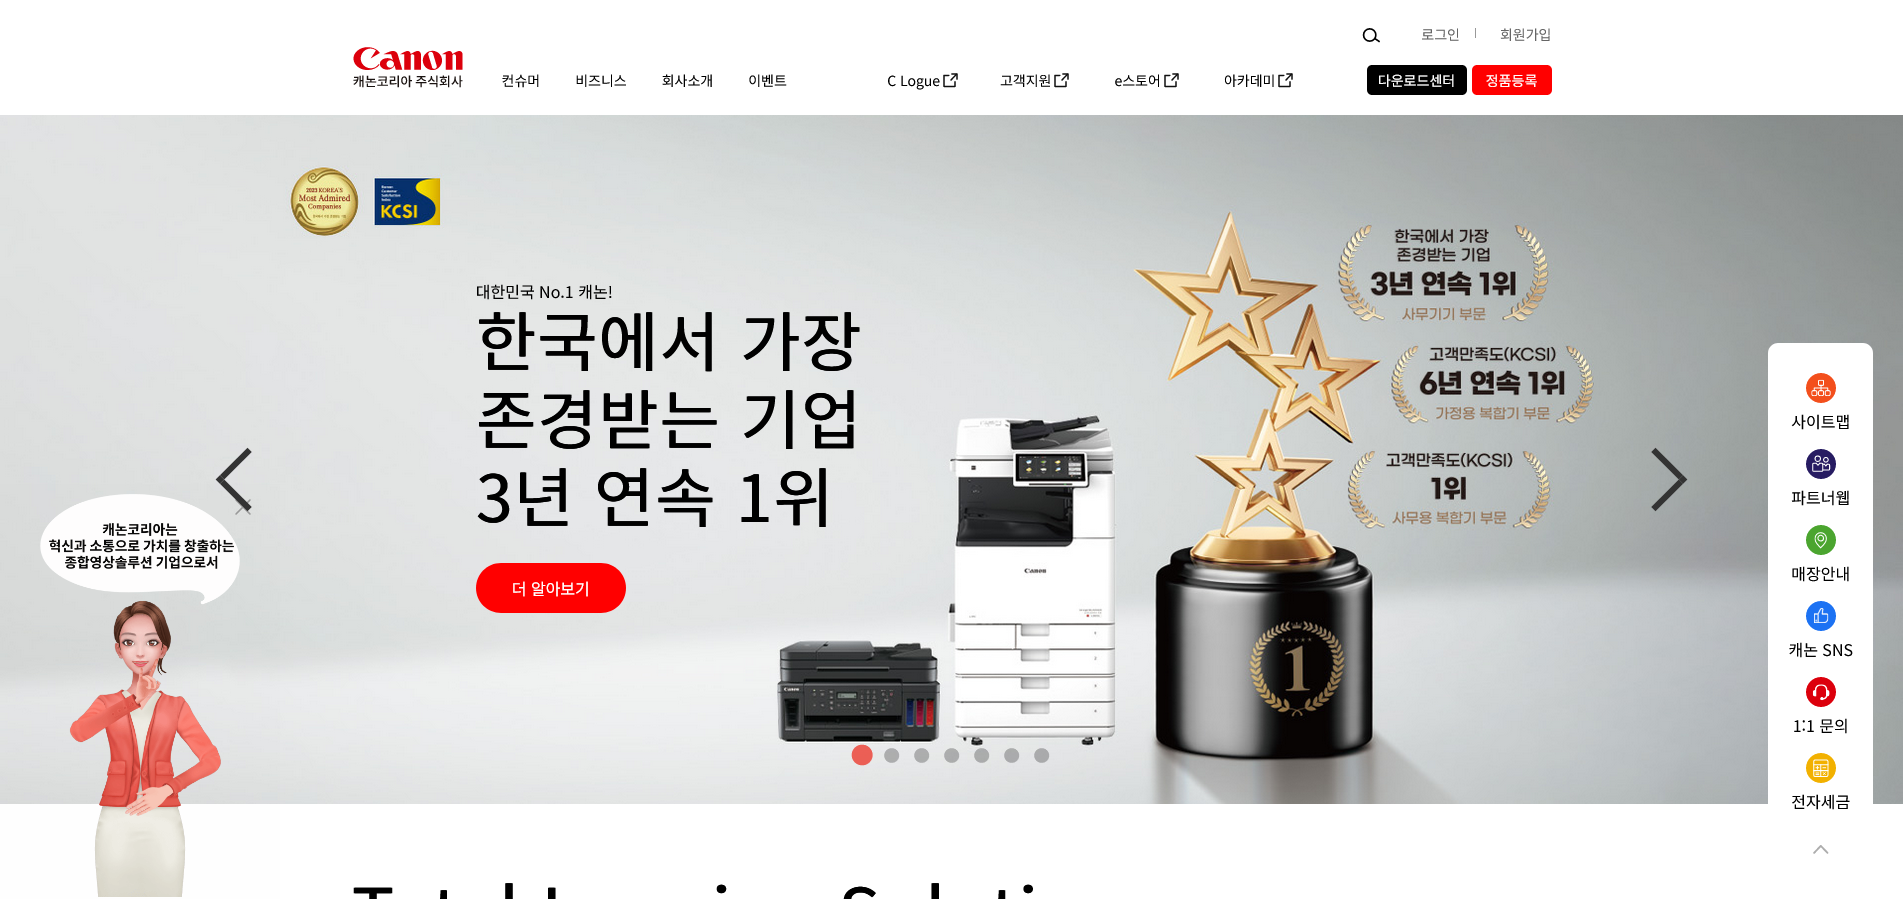 로그인
회원가입
Canon
캐논코리아 주식회사
컨슈머
비즈니스
회사소개
이벤트
C Logue
고객지원
e스토어
아카데미
다운로드센터
정품등록
2023 KOREA'S
Most Admired
Companies
Korean
Customer
Satisfaction
Index
KCSI
대한민국 No.1 캐논!
한국에서 가장
존경받는 기업
3년 연속 1위
더 알아보기
한국에서 가장
존경받는 기업
3년 연속 1위
사무기기 부문
고객만족도(KCSI)
6년 연속 1위
가정용 복합기 부문
고객만족도(KCSI)
1위
사무용 복합기 부문
Canon
Canon
1
캐논코리아는
혁신과 소통으로 가치를 창출하는
종합영상솔루션 기업으로서
사이트맵
파트너웹
매장안내
캐논 SNS
1:1 문의
전자세금